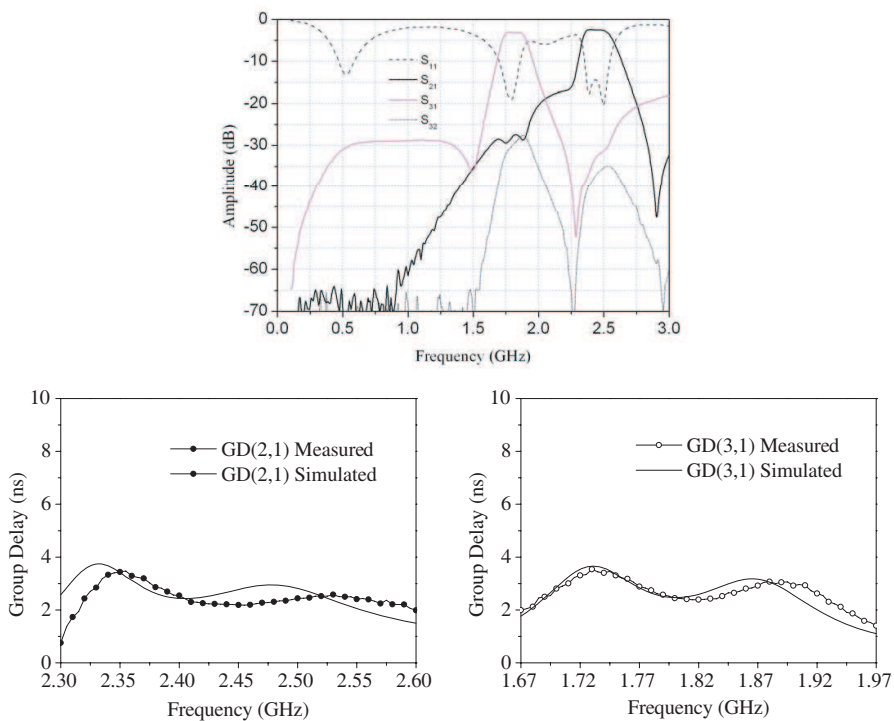 0
-10
-20
-30
-40
-50
-60
-70
Amplitude (dB)
S11
S21
S31
S32
0.0 0.5 1.0 1.5 2.0 2.5 3.0
Frequency (GHz)
10
8
6
4
2
0
Group Delay (ns)
GD(2,1) Measured
GD(2,1) Simulated
2.30 2.35 2.40 2.45 2.50 2.55 2.60
Frequency (GHz)
10
8
6
4
2
0
Group Delay (ns)
GD(3,1) Measured
GD(3,1) Simulated
1.67 1.72 1.77 1.82 1.87 1.92 1.97
Frequency (GHz)